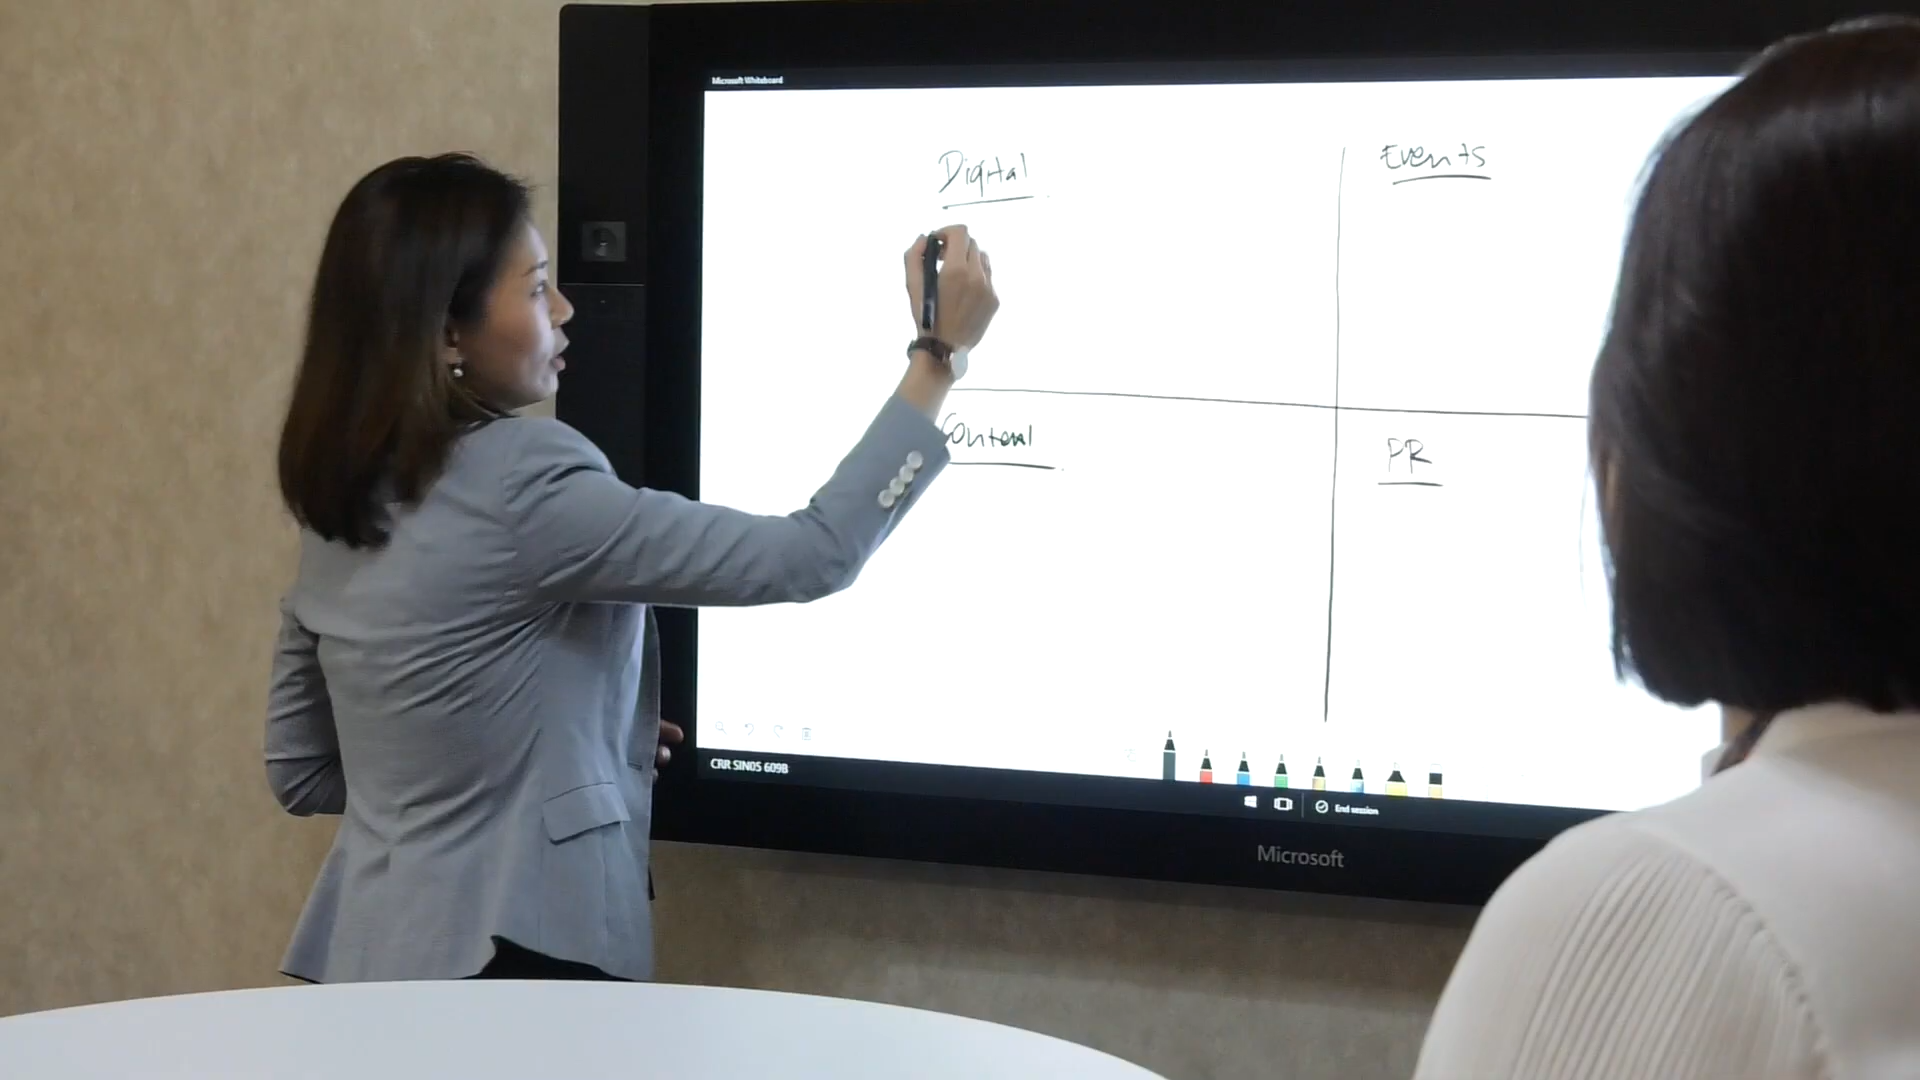 Microsoft Whiteboard
Digital
Events
Content
PR
CRR SIN05 609B
End session
Microsoft